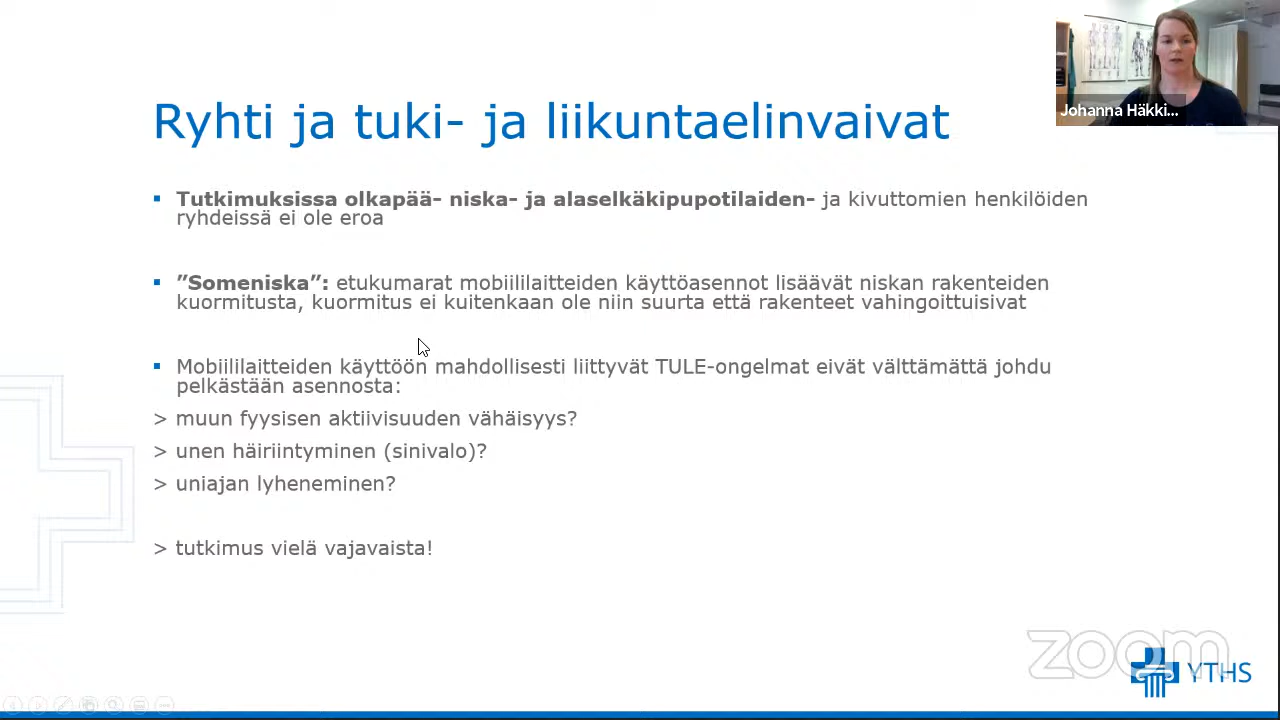 Johanna Häkki...
Ryhti ja tuki- ja liikuntaelinvaivat
▪ Tutkimuksissa olkapää- niska- ja alaselkäkipupotilaiden- ja kivuttomien henkilöiden
ryhdeissä ei ole eroa
▪ ”Someniska”: etukumarat mobiililaitteiden käyttöasennot lisäävät niskan rakenteiden
kuormitusta, kuormitus ei kuitenkaan ole niin suurta että rakenteet vahingoittuisivat
▪ Mobiililaitteiden käyttöön mahdollisesti liittyvät TULE-ongelmat eivät välttämättä johdu
pelkästään asennosta:
> muun fyysisen aktiivisuuden vähäisyys?
> unen häiriintyminen (sinivalo)?
> uniajan lyheneminen?
> tutkimus vielä vajavaista!
zoom
YTHS